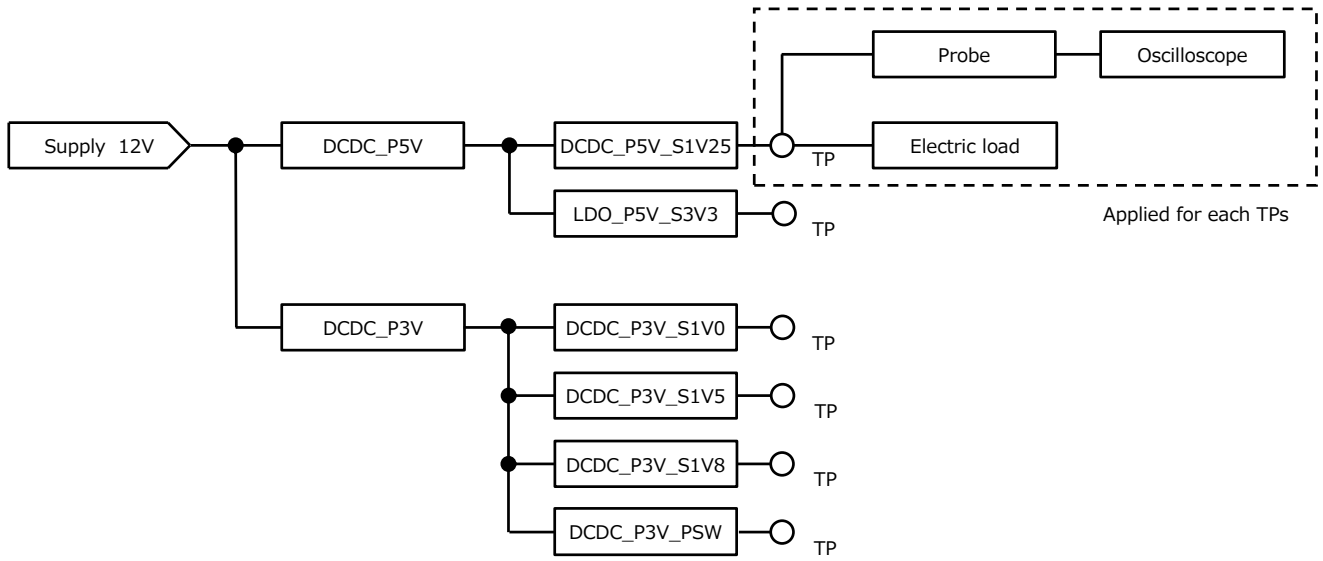 Probe
Oscilloscope
Supply 12V
DCDC_P5V
DCDC_P5V_S1V25
TP
Electric load
LDO_P5V_S3V3
TP
Applied for each TPs
DCDC_P3V
DCDC_P3V_S1V0
TP
DCDC_P3V_S1V5
TP
DCDC_P3V_S1V8
TP
DCDC_P3V_PSW
TP